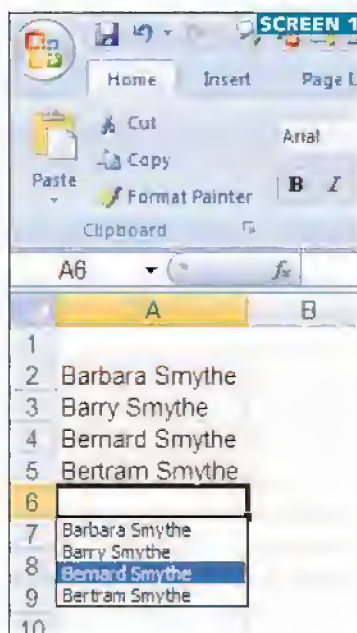 SCREEN 1
Home Insert Page L
Cut
Arial
Copy
Paste
B I
Format Painter
Clipboard
A6 fx
A B
1
2 Barbara Smythe
3 Barry Smythe
4 Bernard Smythe
5 Bertram Smythe
6
7 Barbara Smythe
Barry Smythe
8 Bernard Smythe
9 Bertram Smythe
10